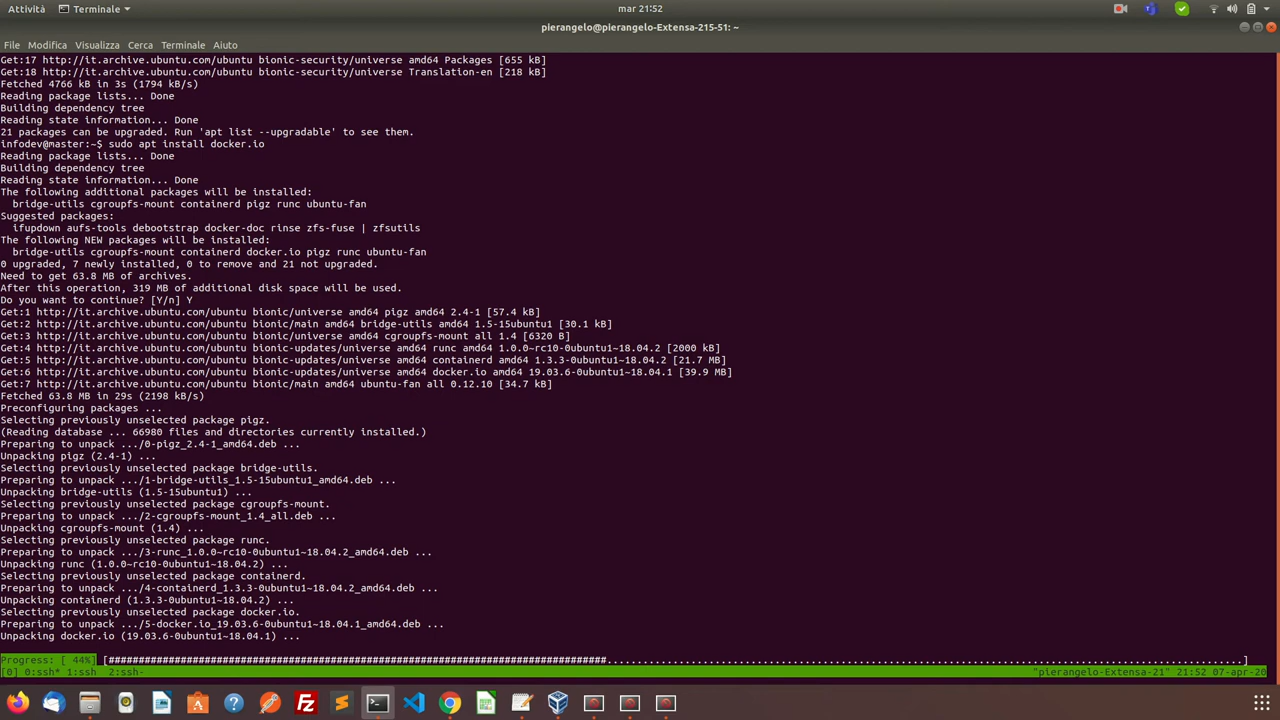 Attività Terminale mar 21:52
pierangelo@pierangelo-Extensa-215-51: ~
File Modifica Visualizza Cerca Terminale Aiuto
Get:17 http://it.archive.ubuntu.com/ubuntu bionic-security/universe amd64 Packages [655 kB]
Get:18 http://it.archive.ubuntu.com/ubuntu bionic-security/universe Translation-en [218 kB]
Fetched 4766 kB in 3s (1794 kB/s)
Reading package lists... Done
Building dependency tree
Reading state information... Done
21 packages can be upgraded. Run 'apt list --upgradable' to see them.
infodev@master:~$ sudo apt install docker.io
Reading package lists... Done
Building dependency tree
Reading state information... Done
The following additional packages will be installed:
  bridge-utils cgroupfs-mount containerd pigz runc ubuntu-fan
Suggested packages:
  ifupdown aufs-tools debootstrap docker-doc rinse zfs-fuse | zfsutils
The following NEW packages will be installed:
  bridge-utils cgroupfs-mount containerd docker.io pigz runc ubuntu-fan
0 upgraded, 7 newly installed, 0 to remove and 21 not upgraded.
Need to get 63.8 MB of archives.
After this operation, 319 MB of additional disk space will be used.
Do you want to continue? [Y/n] Y
Get:1 http://it.archive.ubuntu.com/ubuntu bionic/universe amd64 pigz amd64 2.4-1 [57.4 kB]
Get:2 http://it.archive.ubuntu.com/ubuntu bionic/main amd64 bridge-utils amd64 1.5-15ubuntu1 [30.1 kB]
Get:3 http://it.archive.ubuntu.com/ubuntu bionic/universe amd64 cgroupfs-mount all 1.4 [6320 B]
Get:4 http://it.archive.ubuntu.com/ubuntu bionic-updates/universe amd64 runc amd64 1.0.0~rc10-0ubuntu1~18.04.2 [2000 kB]
Get:5 http://it.archive.ubuntu.com/ubuntu bionic-updates/universe amd64 containerd amd64 1.3.3-0ubuntu1~18.04.2 [21.7 MB]
Get:6 http://it.archive.ubuntu.com/ubuntu bionic-updates/universe amd64 docker.io amd64 19.03.6-0ubuntu1~18.04.1 [39.9 MB]
Get:7 http://it.archive.ubuntu.com/ubuntu bionic/main amd64 ubuntu-fan all 0.12.10 [34.7 kB]
Fetched 63.8 MB in 29s (2198 kB/s)
Preconfiguring packages ...
Selecting previously unselected package pigz.
(Reading database ... 66980 files and directories currently installed.)
Preparing to unpack .../0-pigz_2.4-1_amd64.deb ...
Unpacking pigz (2.4-1) ...
Selecting previously unselected package bridge-utils.
Preparing to unpack .../1-bridge-utils_1.5-15ubuntu1_amd64.deb ...
Unpacking bridge-utils (1.5-15ubuntu1) ...
Selecting previously unselected package cgroupfs-mount.
Preparing to unpack .../2-cgroupfs-mount_1.4_all.deb ...
Unpacking cgroupfs-mount (1.4) ...
Selecting previously unselected package runc.
Preparing to unpack .../3-runc_1.0.0~rc10-0ubuntu1~18.04.2_amd64.deb ...
Unpacking runc (1.0.0~rc10-0ubuntu1~18.04.2) ...
Selecting previously unselected package containerd.
Preparing to unpack .../4-containerd_1.3.3-0ubuntu1~18.04.2_amd64.deb ...
Unpacking containerd (1.3.3-0ubuntu1~18.04.2) ...
Selecting previously unselected package docker.io.
Preparing to unpack .../5-docker.io_19.03.6-0ubuntu1~18.04.1_amd64.deb ...
Unpacking docker.io (19.03.6-0ubuntu1~18.04.1) ...
Progress: [ 44%] [###################################################################################..........................................................................................................]
[0] 0:ssh* 1:ssh 2:ssh- "pierangelo-Extensa-21" 21:52 07-apr-20